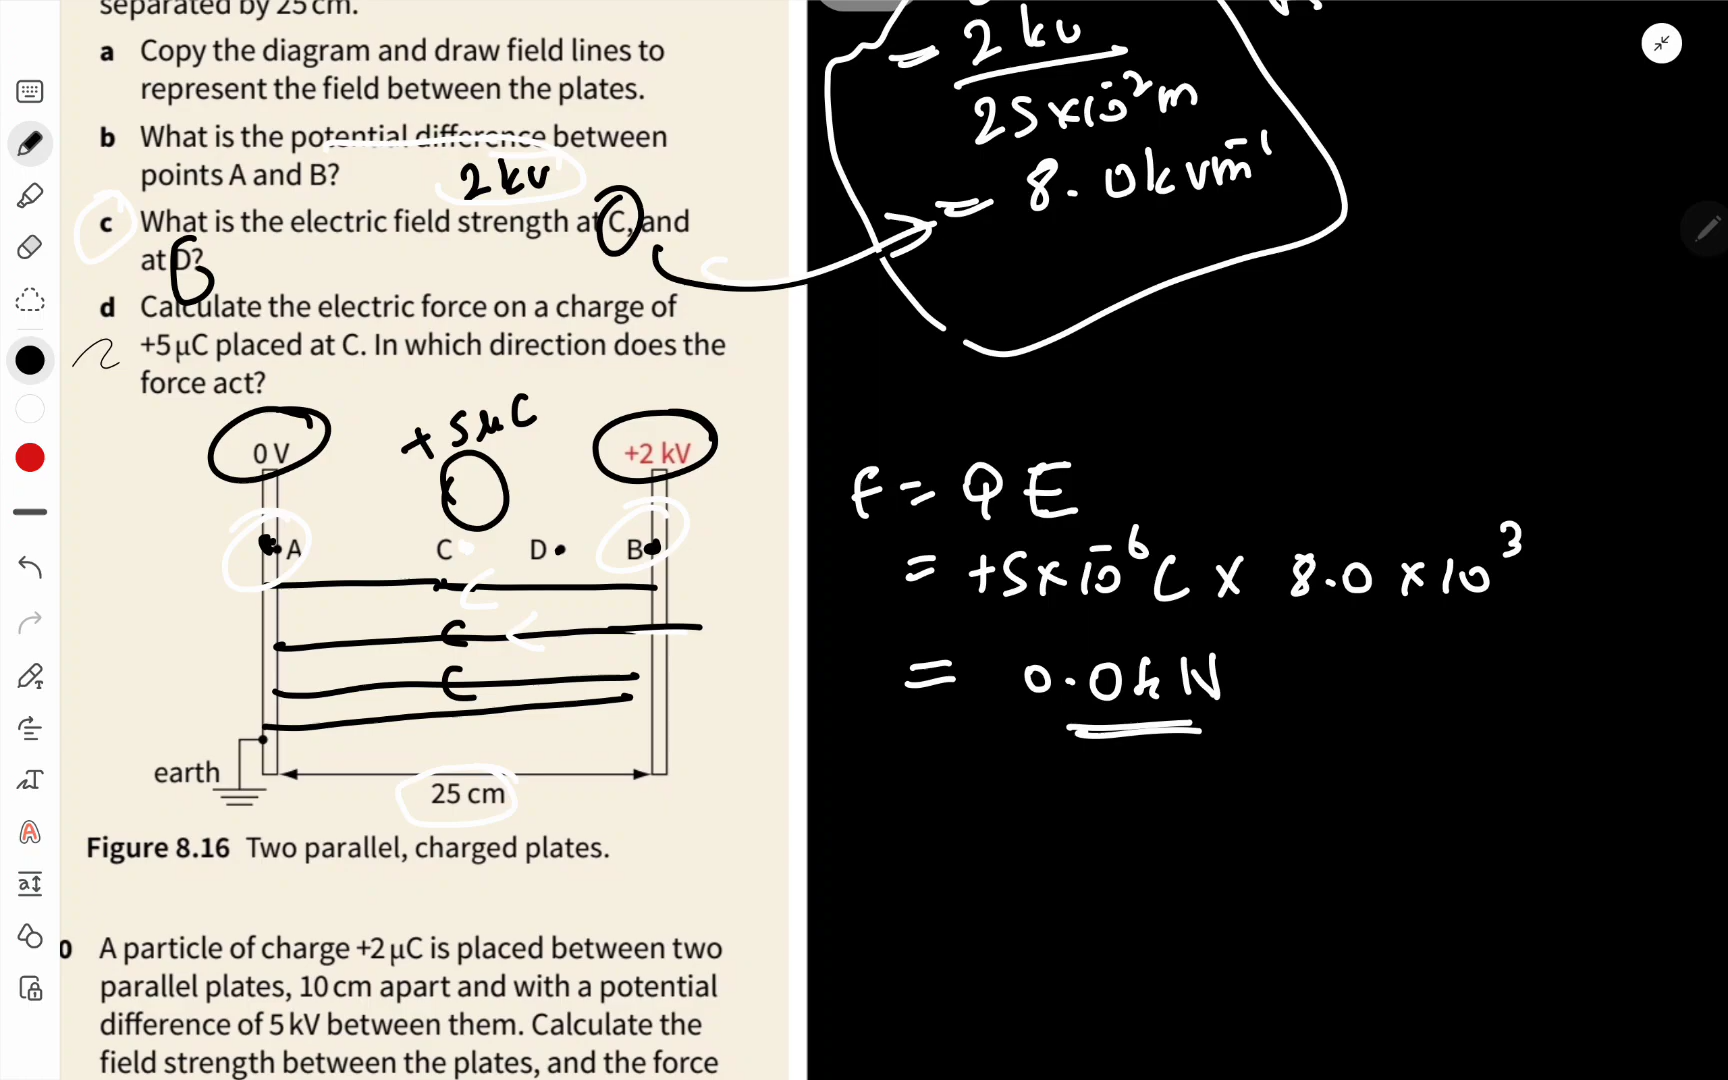 separated by 25 cm.
a Copy the diagram and draw field lines to
represent the field between the plates.
b What is the potential difference between
points A and B?
2 kv
c What is the electric field strength at C, and
at D?
d Calculate the electric force on a charge of
+5 μC placed at C. In which direction does the
force act?
+ 5 μC
0 V
+2 kV
A
C
D
B
earth
25 cm
Figure 8.16 Two parallel, charged plates.
0 A particle of charge +2 μC is placed between two
parallel plates, 10 cm apart and with a potential
difference of 5 kV between them. Calculate the
field strength between the plates, and the force
= 2 kv
25×10⁻²m
= 8.0kvm⁻¹
F = QE
= +5×10⁻⁶C × 8.0 ×10³
= 0.04 N